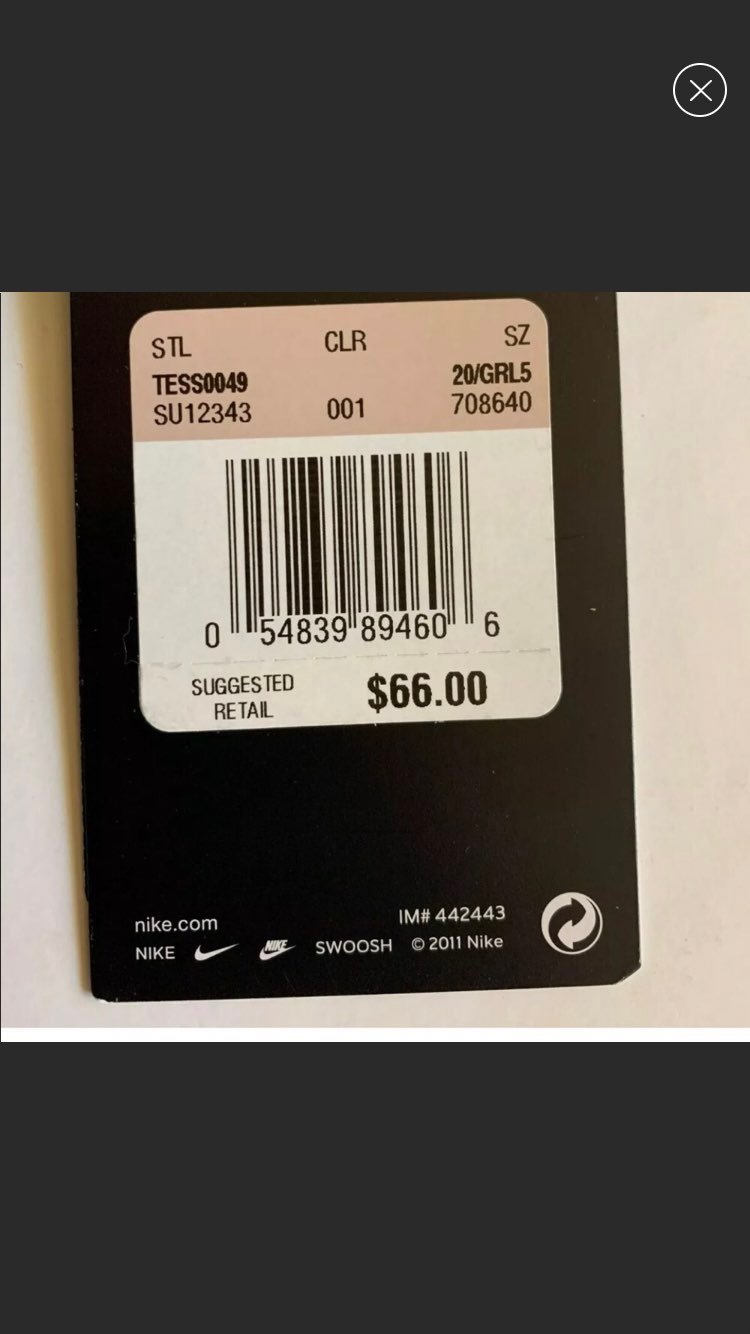 STL CLR SZ
TESS0049 20/GRL5
SU12343 001 708640
0 54839 89460 6
SUGGESTED RETAIL $66.00
nike.com IM# 442443
NIKE NIKE SWOOSH © 2011 Nike